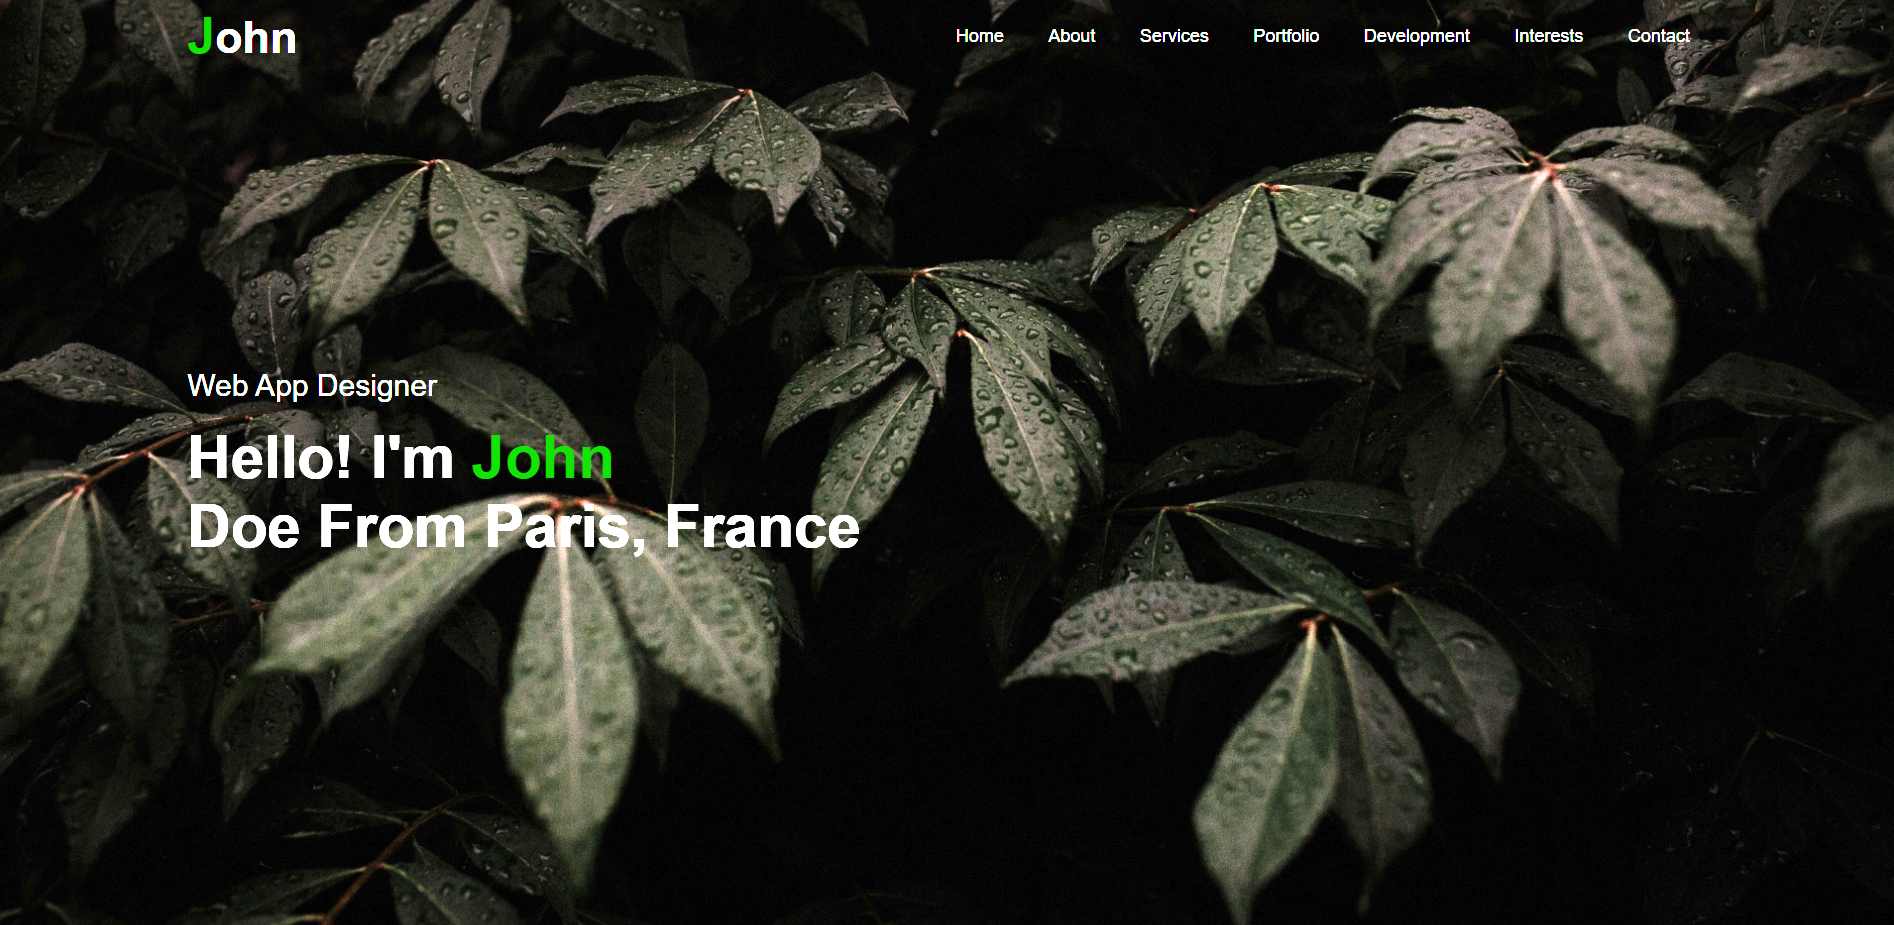 John
Home About Services Portfolio Development Interests Contact
Web App Designer
Hello! I'm John
Doe From Paris, France